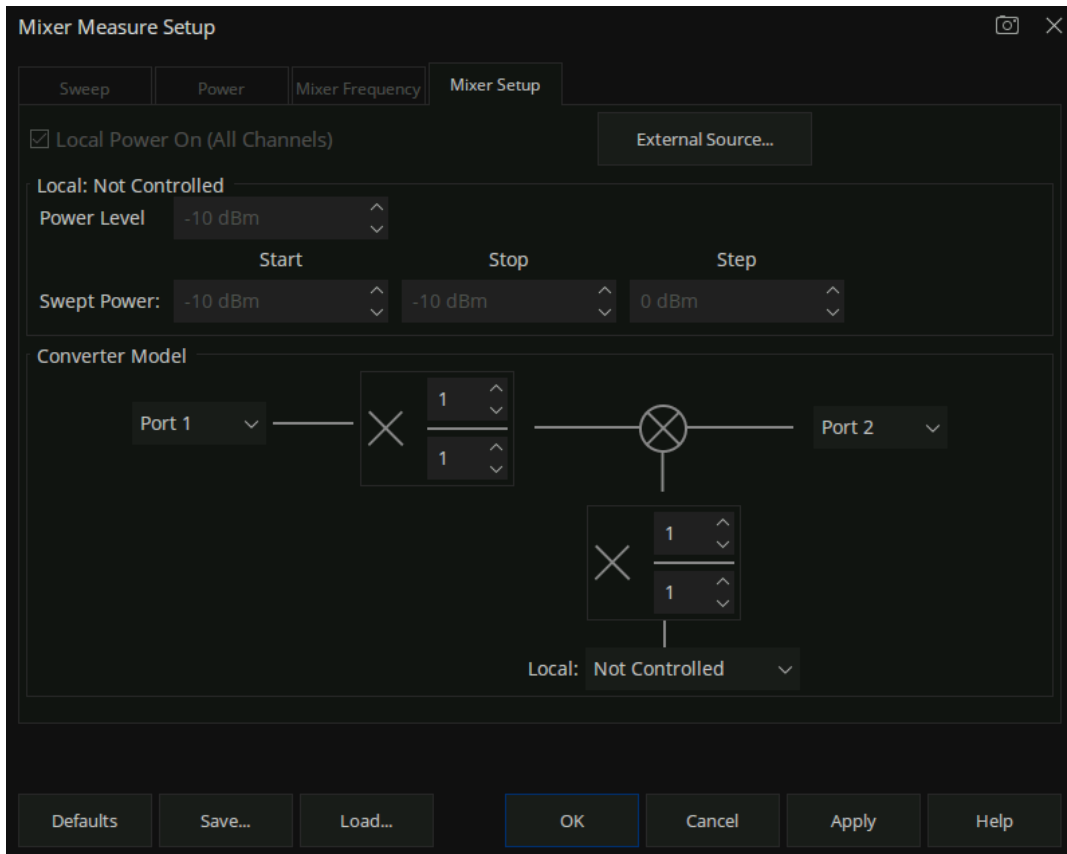 Mixer Measure Setup
Sweep Power Mixer Frequency Mixer Setup
Local Power On (All Channels) External Source...
Local: Not Controlled
Power Level -10 dBm
Start Stop Step
Swept Power: -10 dBm -10 dBm 0 dBm
Converter Model
1
Port 1 Port 2
1
1
1
Local: Not Controlled
Defaults Save... Load... OK Cancel Apply Help